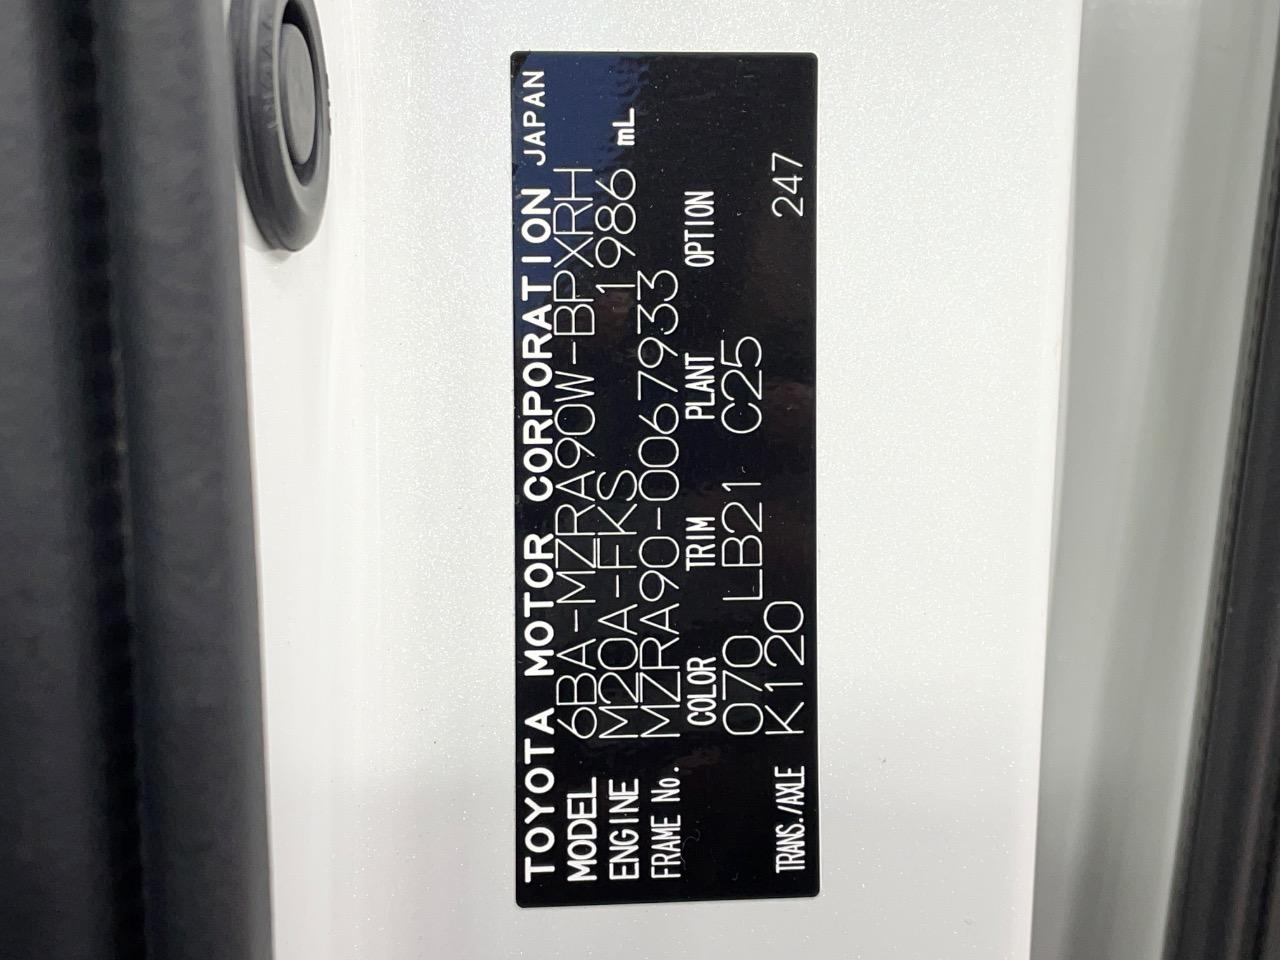 TOYOTA MOTOR CORPORATION JAPAN
MODEL 6BA-MZRA90W-BPXRH
ENGINE M20A-FKS 1986 mL
FRAME No. MZRA90-0067933
COLOR TRIM PLANT OPTION
070 LB21 C25
TRANS./AXLE K120 247